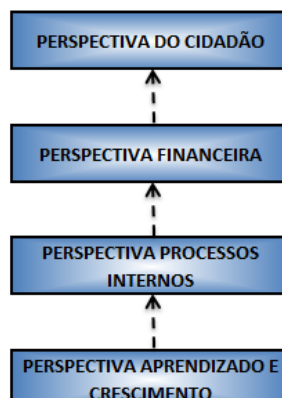 PERSPECTIVA DO CIDADÃO
PERSPECTIVA FINANCEIRA
PERSPECTIVA PROCESSOS
INTERNOS
PERSPECTIVA APRENDIZADO E
CRESCIMENTO